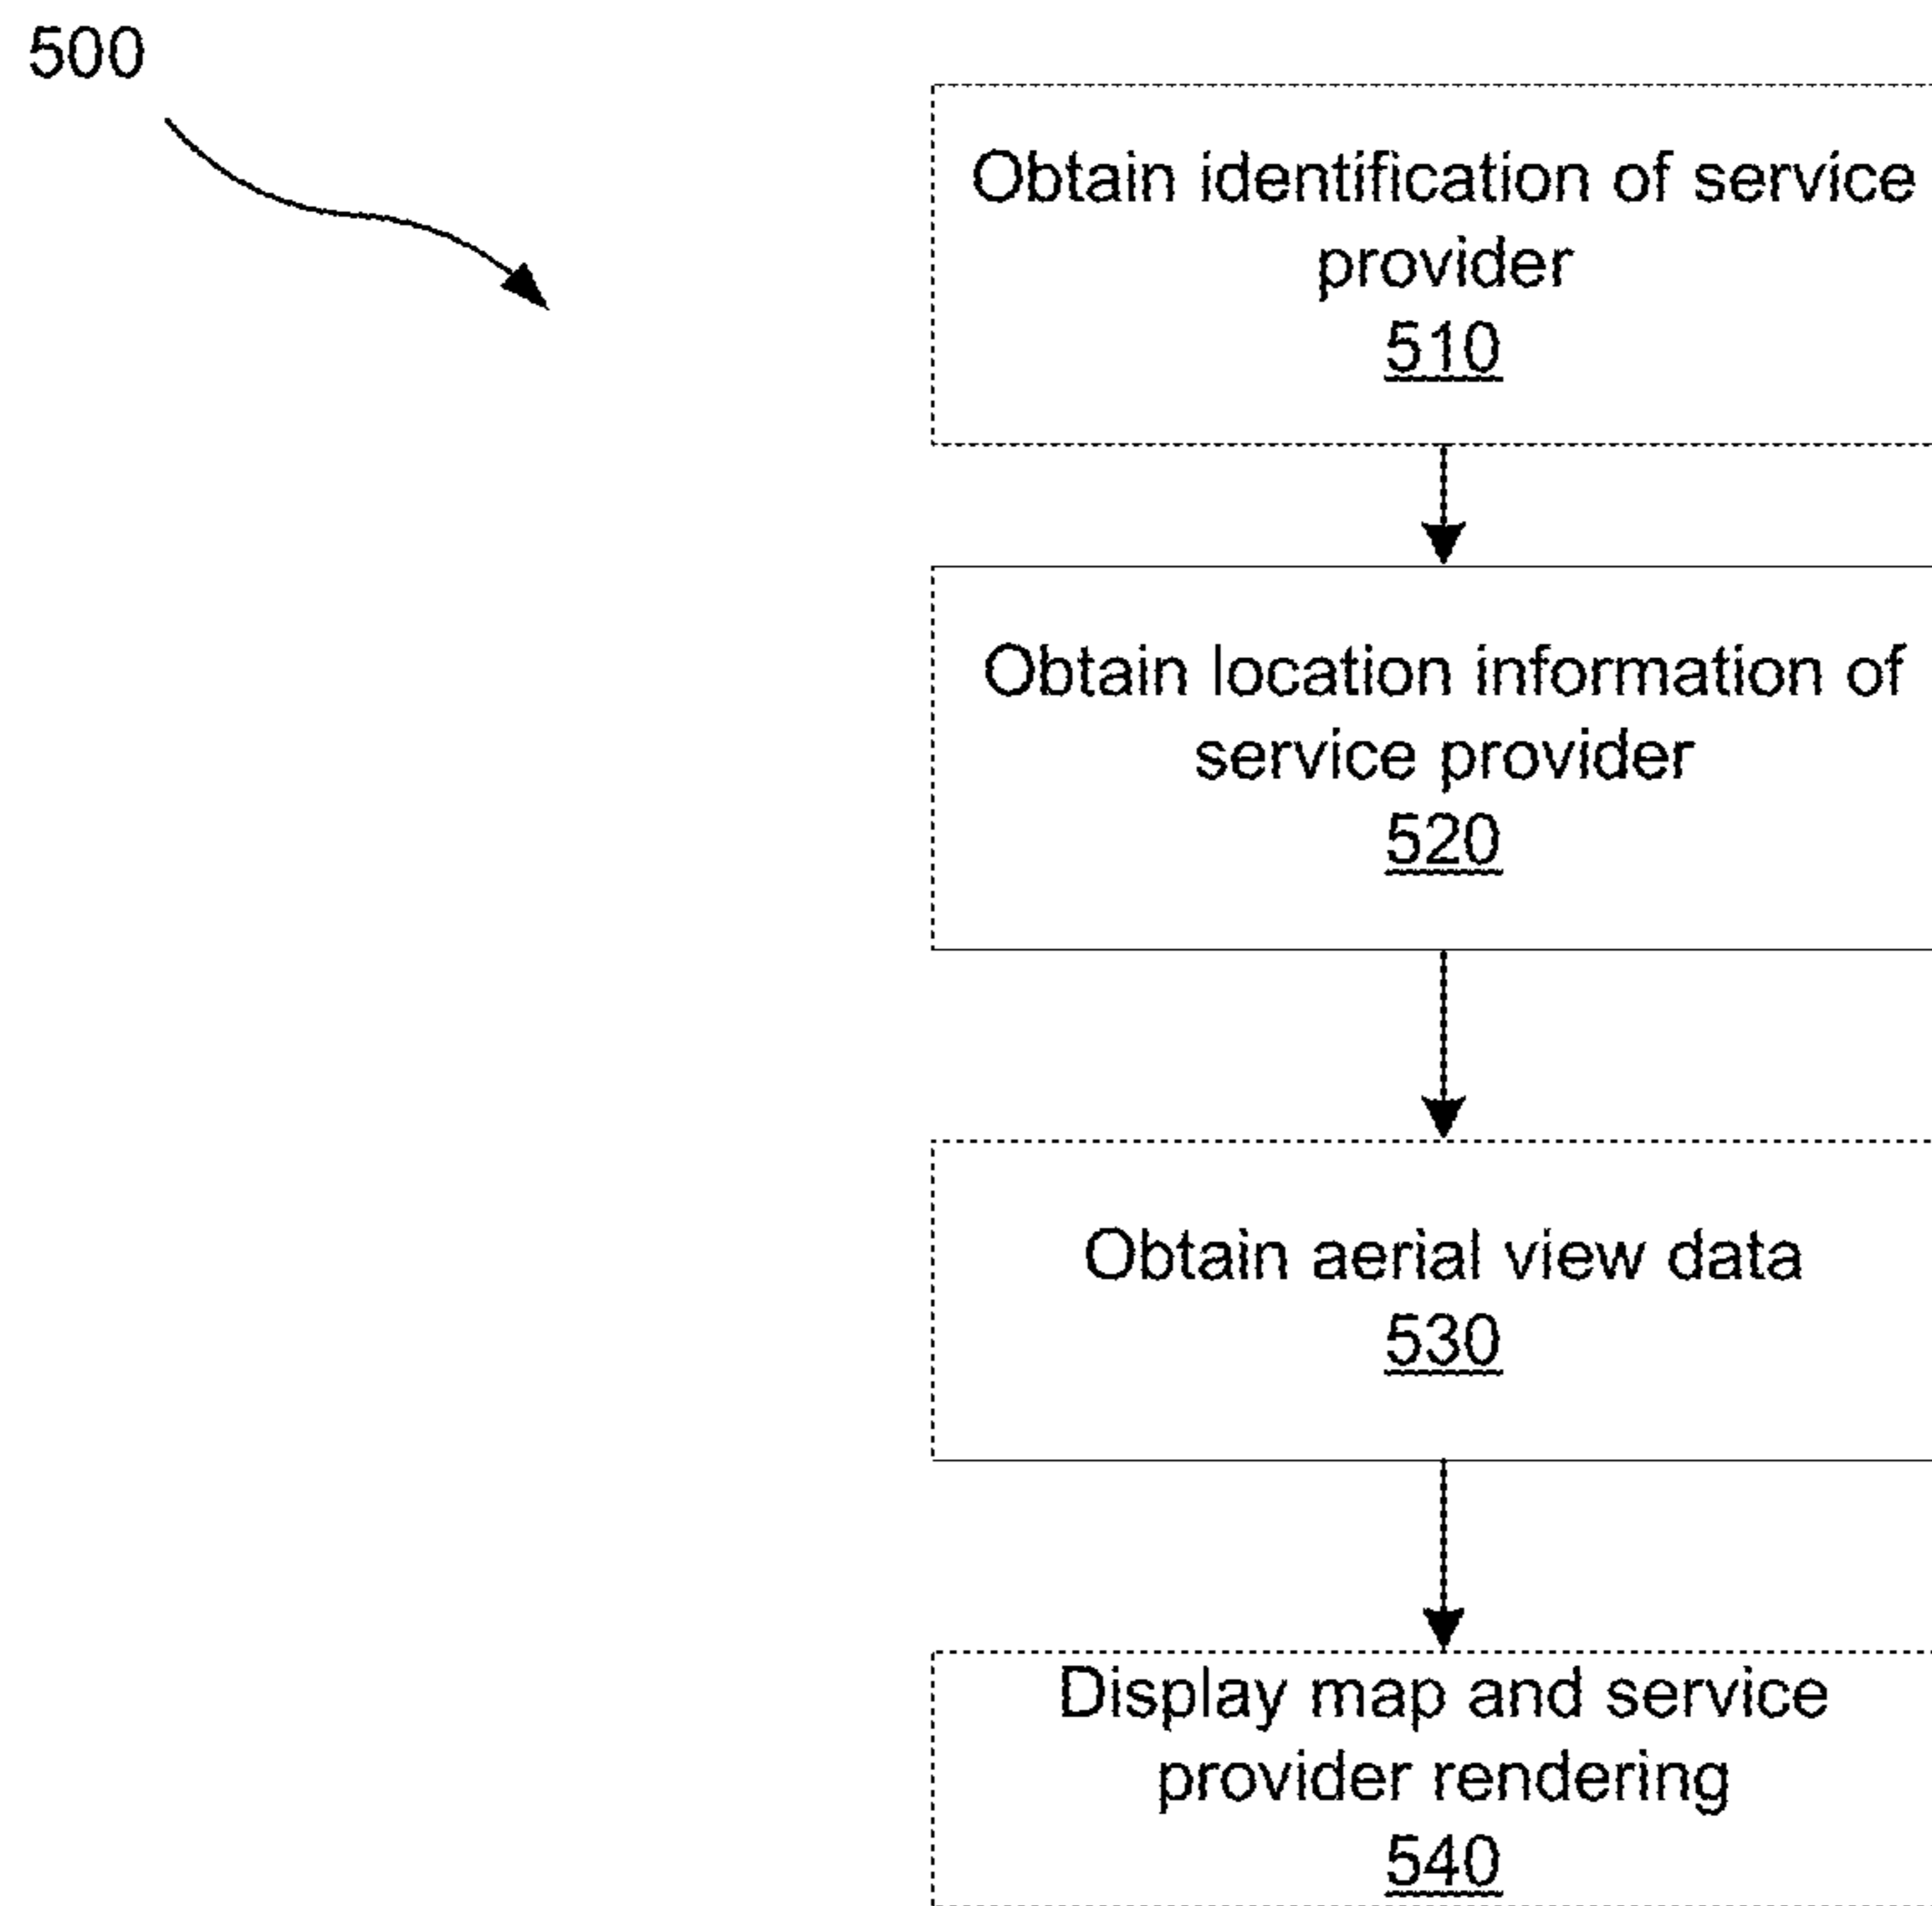 500
Obtain identification of service
provider
510
Obtain location information of
service provider
520
Obtain aerial view data
530
Display map and service
provider rendering
540